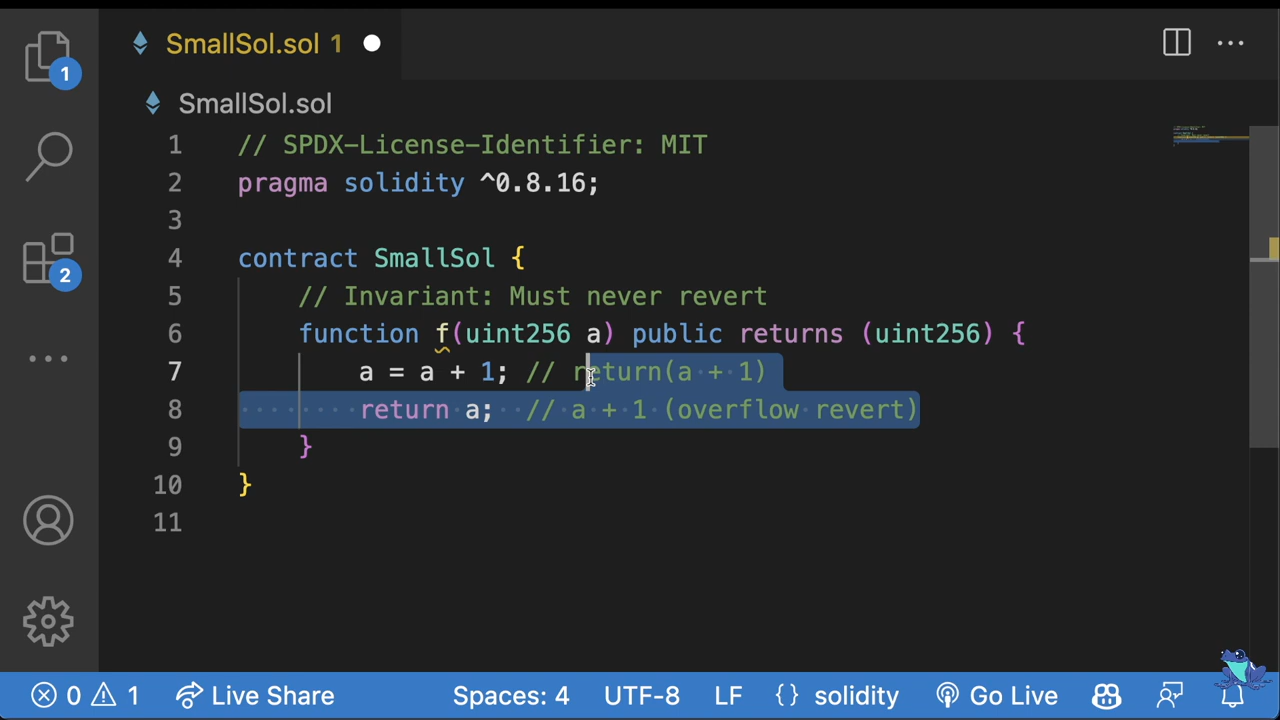 SmallSol.sol 1
1
SmallSol.sol
1 // SPDX-License-Identifier: MIT
2 pragma solidity ^0.8.16;
3
4 contract SmallSol {
5 // Invariant: Must never revert
6 function f(uint256 a) public returns (uint256) {
7 a = a + 1; // return(a + 1)
8 return a; // a + 1 (overflow revert)
9 }
10 }
11
2
0 1 Live Share Spaces: 4 UTF-8 LF {} solidity Go Live